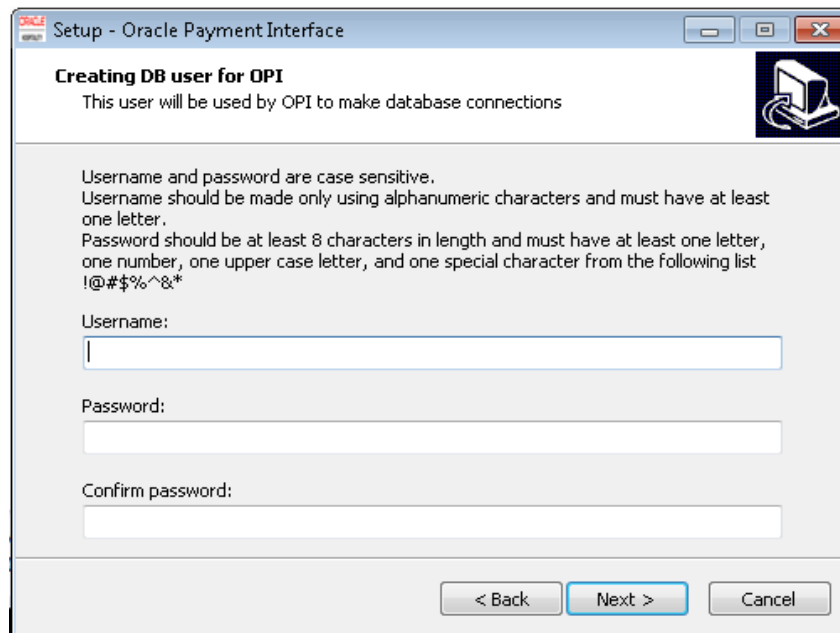 ORACLE
Setup - Oracle Payment Interface
Creating DB user for OPI
This user will be used by OPI to make database connections
Username and password are case sensitive.
Username should be made only using alphanumeric characters and must have at least
one letter.
Password should be at least 8 characters in length and must have at least one letter,
one number, one upper case letter, and one special character from the following list
!@#$%^&*
Username:
Password:
Confirm password:
< Back
Next >
Cancel